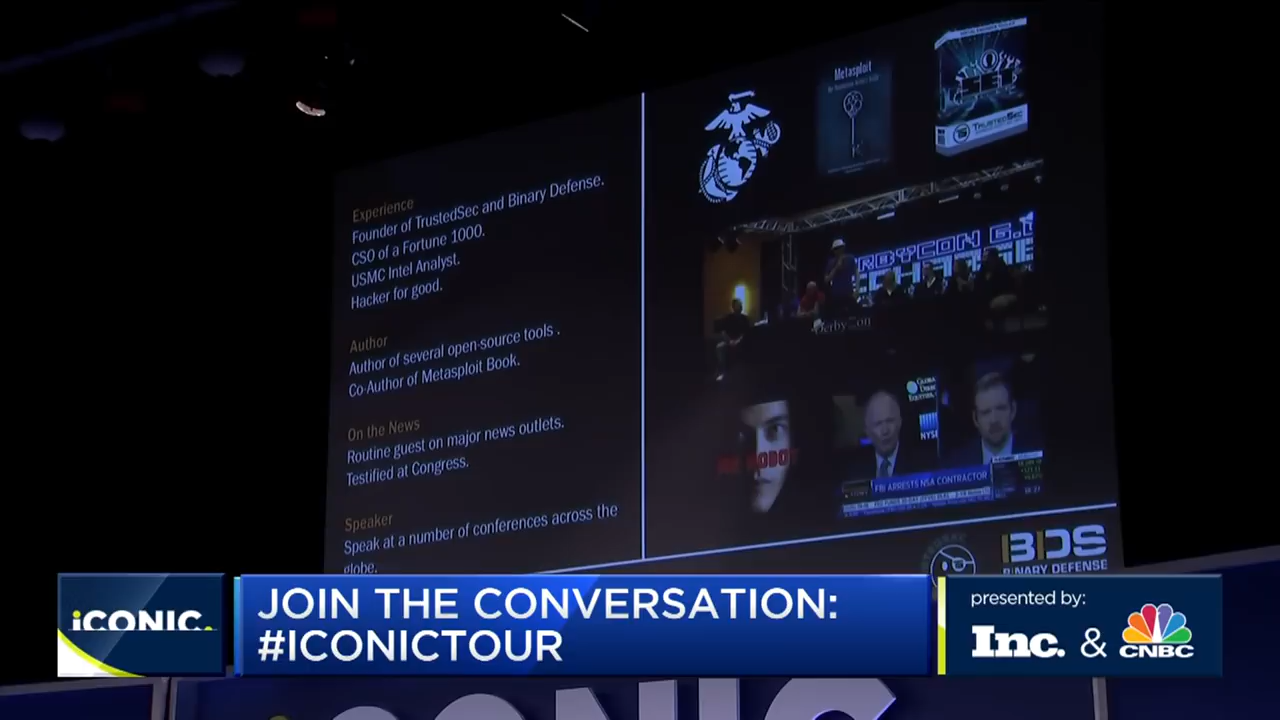 Experience
Founder of TrustedSec and Binary Defense.
CSO of a Fortune 1000.
USMC Intel Analyst.
Hacker for good.
Author
Author of several open-source tools .
Co-Author of Metasploit Book.
On the News
Routine guest on major news outlets.
Testified at Congress.
Speaker
Speak at a number of conferences across the
globe.
Metasploit
TRUSTEDSEC
NYSE
FBI ARRESTS NSA CONTRACTOR
BDS
BINARY DEFENSE
iCONIC.
JOIN THE CONVERSATION:
#ICONICTOUR
presented by:
Inc. & CNBC
ICONIC